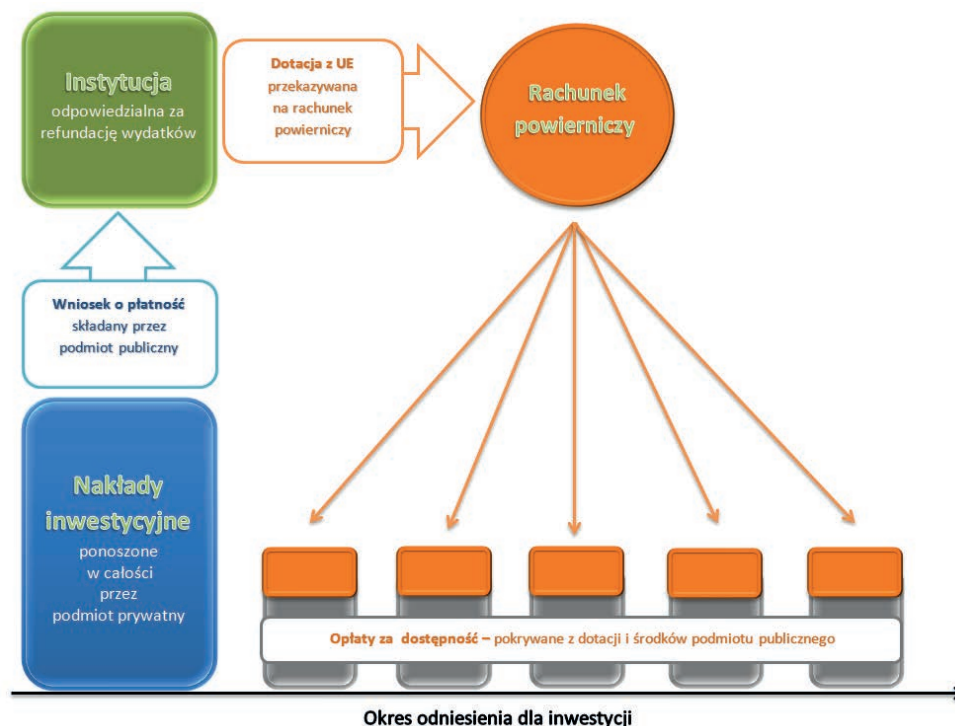 Instytucja
odpowiedzialna za
refundację wydatków
Dotacja z UE
przekazywana
na rachunek
powierniczy
Rachunek
powierniczy
Wniosek o płatność
składany przez
podmiot publiczny
Nakłady
inwestycyjne
ponoszone
w całości
przez
podmiot prywatny
Opłaty za dostępność – pokrywane z dotacji i środków podmiotu publicznego
Okres odniesienia dla inwestycji